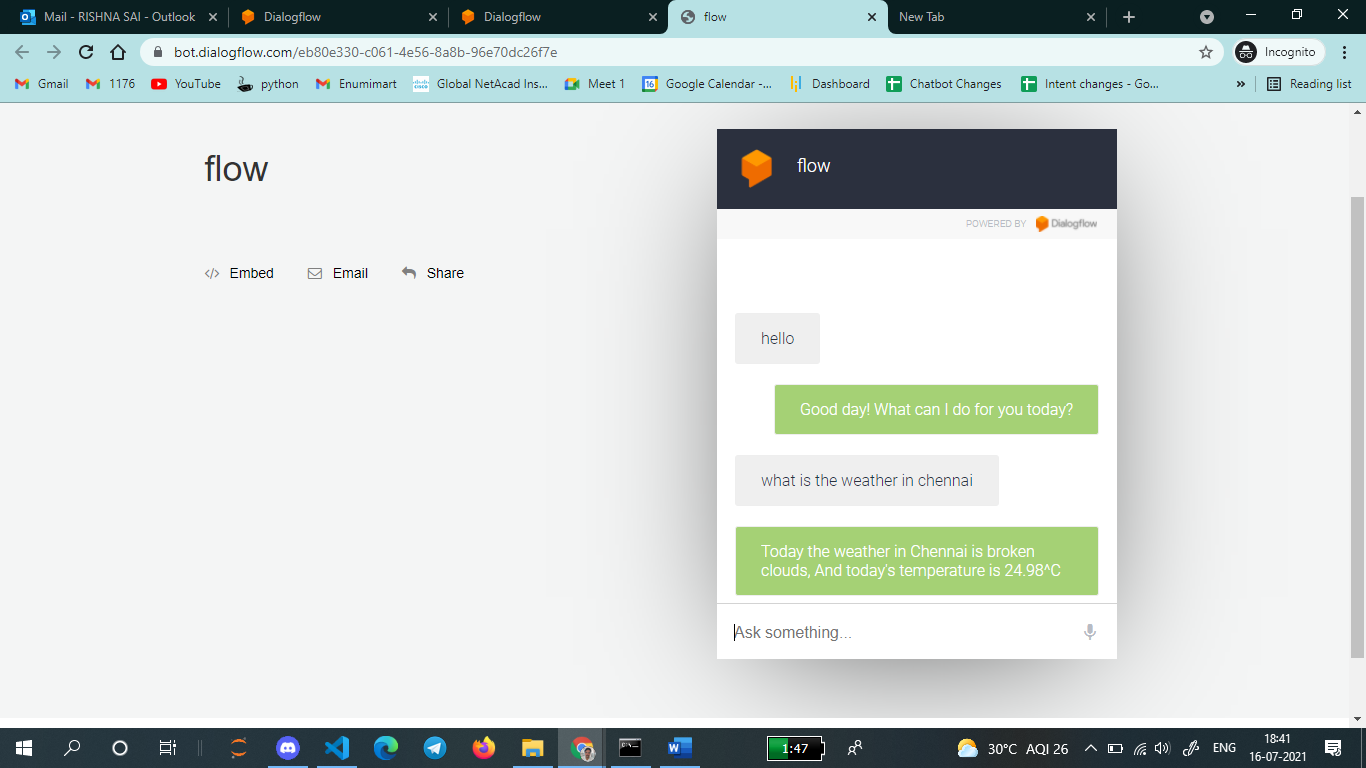 Mail - RISHNA SAI - Outlook
Dialogflow
Dialogflow
flow
New Tab
bot.dialogflow.com/eb80e330-c061-4e56-8a8b-96e70dc26f7e
Incognito
Gmail
1176
YouTube
python
Enumimart
Global NetAcad Ins...
Meet 1
Google Calendar -...
Dashboard
Chatbot Changes
Intent changes - Go...
»
Reading list
flow
Embed
Email
Share
flow
POWERED BY Dialogflow
hello
Good day! What can I do for you today?
what is the weather in chennai
Today the weather in Chennai is broken
clouds, And today's temperature is 24.98^C
Ask something...
1:47
30°C AQI 26
ENG
18:41
16-07-2021